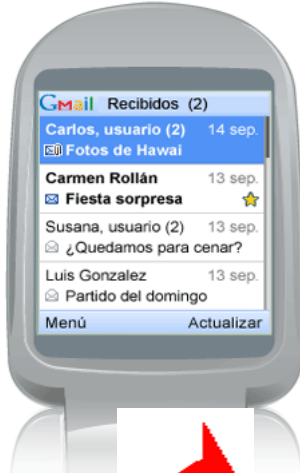 Gmail Recibidos (2)
Carlos, usuario (2) 14 sep.
Fotos de Hawai
Carmen Rollán 13 sep.
Fiesta sorpresa
Susana, usuario (2) 13 sep.
¿Quedamos para cenar?
Luis Gonzalez 13 sep.
Partido del domingo
Menú Actualizar